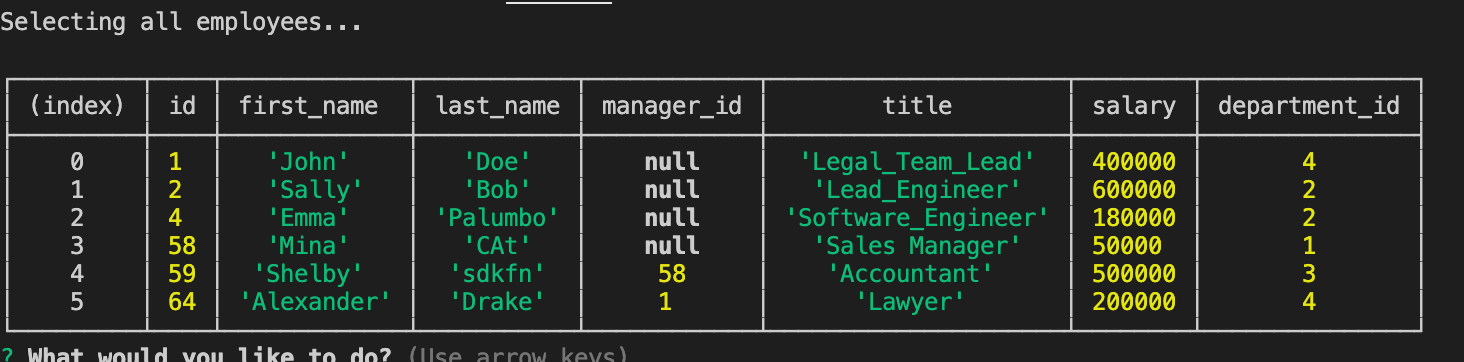 Selecting all employees...
(index) id first_name last_name manager_id title salary department_id
0 1 'John' 'Doe' null 'Legal_Team_Lead' 400000 4
1 2 'Sally' 'Bob' null 'Lead_Engineer' 600000 2
2 4 'Emma' 'Palumbo' null 'Software_Engineer' 180000 2
3 58 'Mina' 'CAt' null 'Sales Manager' 50000 1
4 59 'Shelby' 'sdkfn' 58 'Accountant' 500000 3
5 64 'Alexander' 'Drake' 1 'Lawyer' 200000 4
? What would you like to do? (Use arrow keys)